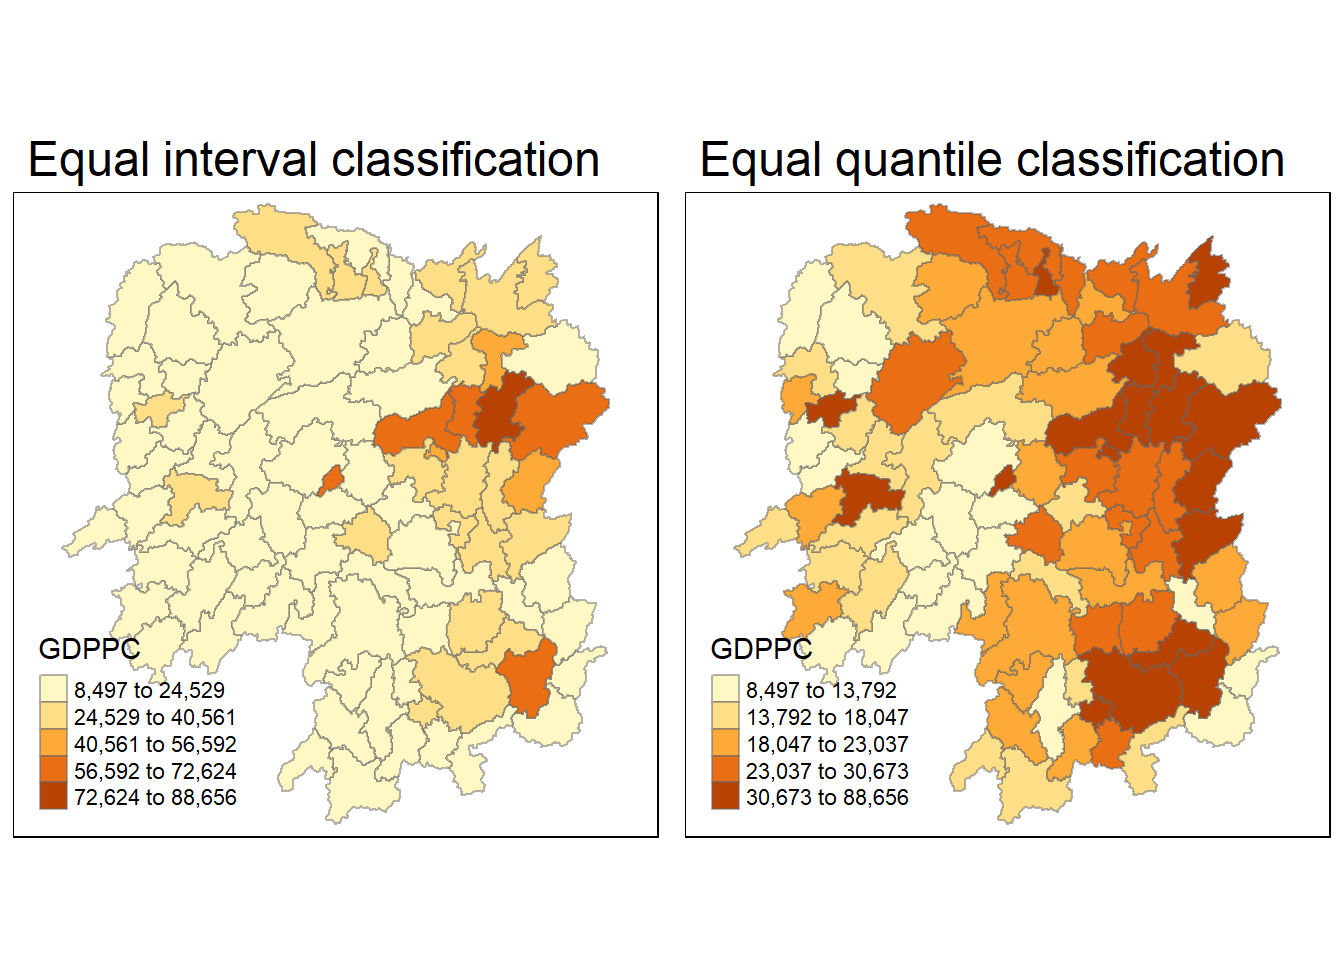 Equal interval classification
GDPPC
8,497 to 24,529
24,529 to 40,561
40,561 to 56,592
56,592 to 72,624
72,624 to 88,656
Equal quantile classification
GDPPC
8,497 to 13,792
13,792 to 18,047
18,047 to 23,037
23,037 to 30,673
30,673 to 88,656